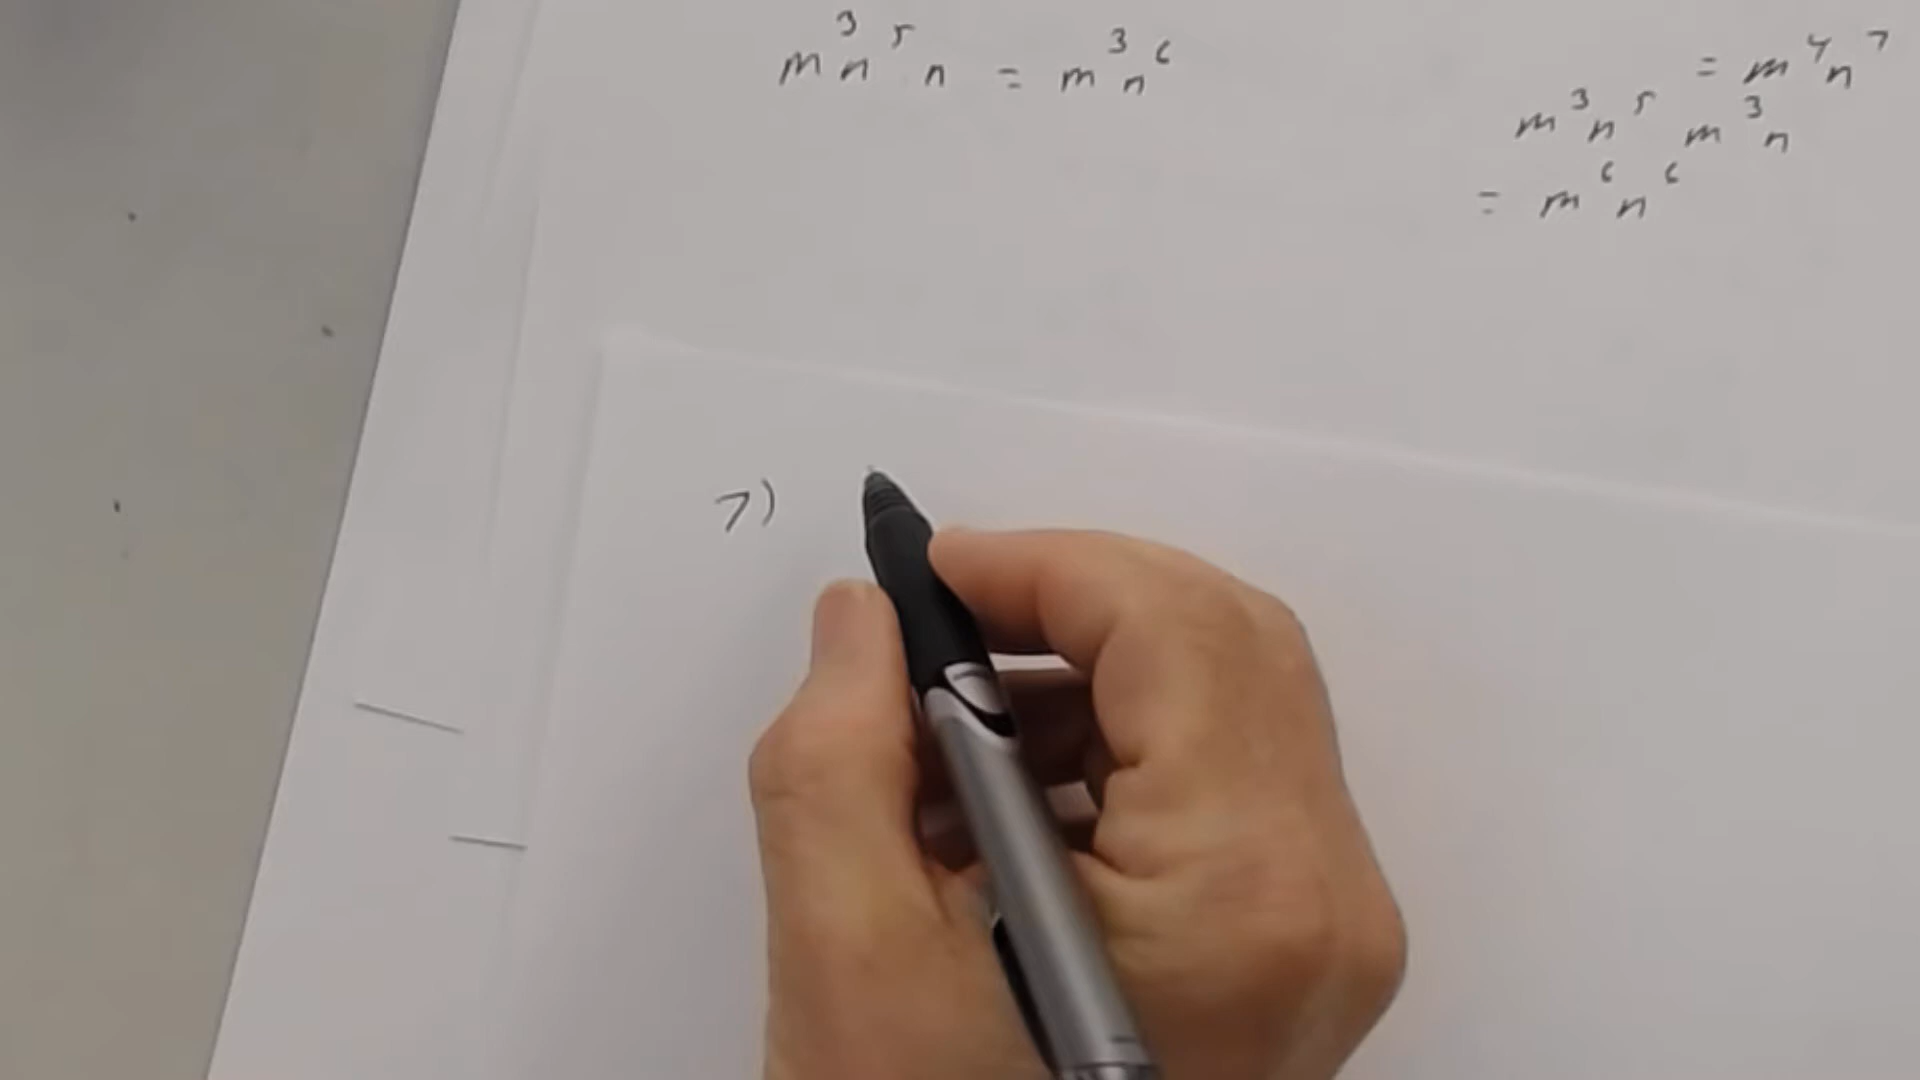 m³n⁵n = m³n⁶
= m⁴n⁷
m³n⁵ m³n
= m⁶n⁶
7)